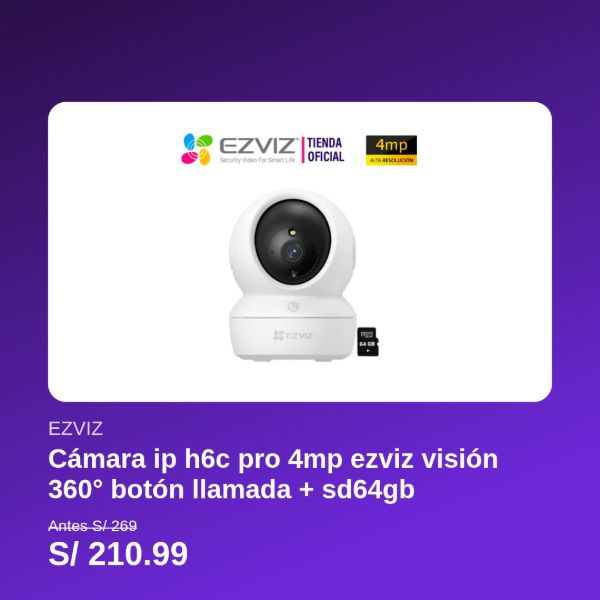 EZVIZ™ TIENDA OFICIAL
Security Video For Smart Life
4mp
ALTA RESOLUCIÓN
EZVIZ
64 GB
EZVIZ
Cámara ip h6c pro 4mp ezviz visión
360° botón llamada + sd64gb
Antes S/ 269
S/ 210.99